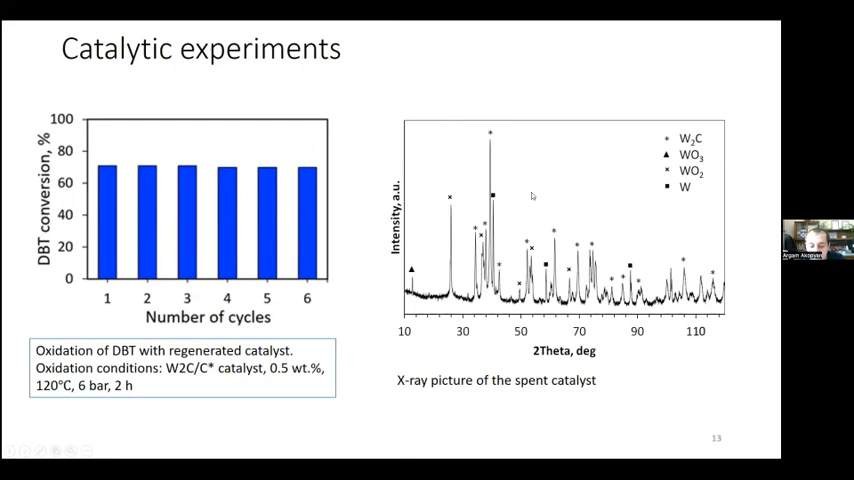 Catalytic experiments
DBT conversion, %
100
80
60
40
20
0
1 2 3 4 5 6
Number of cycles
Oxidation of DBT with regenerated catalyst.
Oxidation conditions: W2C/C* catalyst, 0.5 wt.%,
120℃, 6 bar, 2 h
Intensity, a.u.
* W₂C
▲ WO₃
× WO₂
■ W
10 30 50 70 90 110
2Theta, deg
X-ray picture of the spent catalyst
13
Argam Akopyan